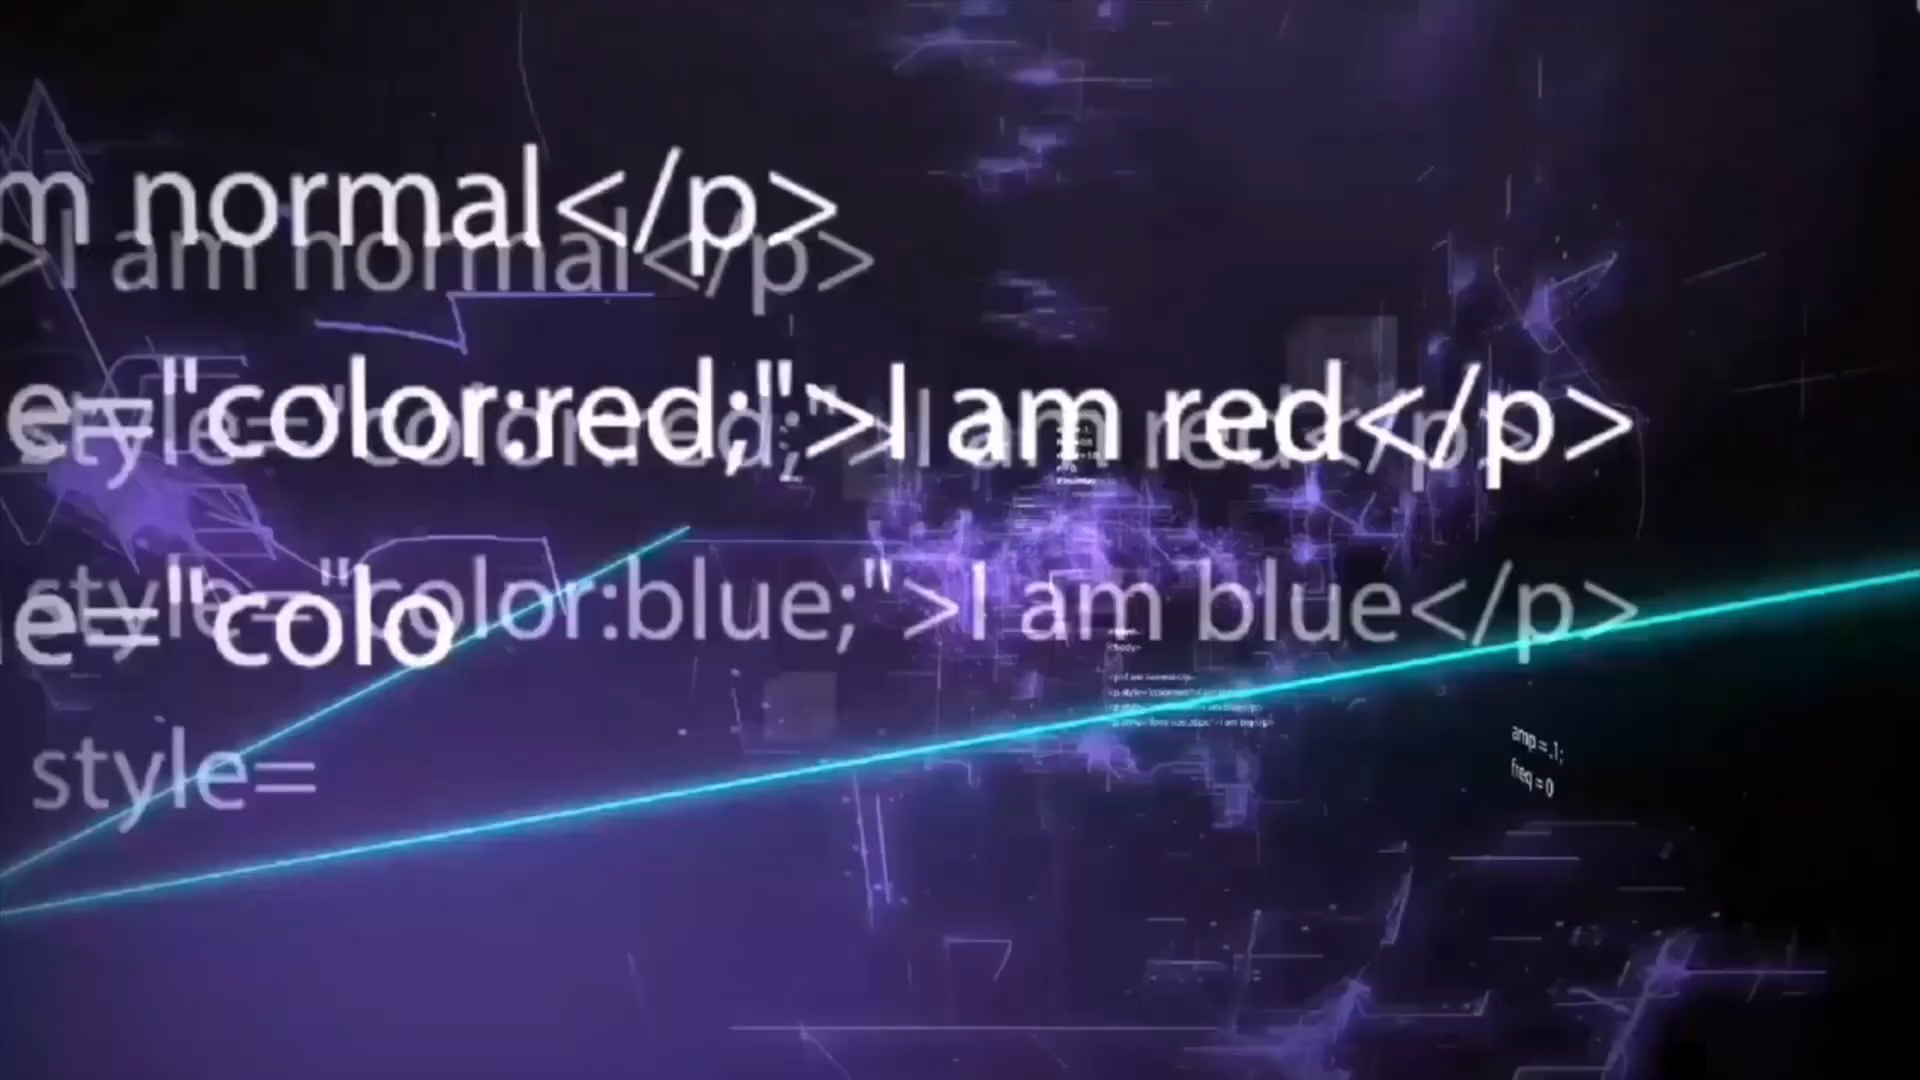 m normal</p>
>I am normal</p>
e="color:red;">I am red</p>
style="color:red;">I am red</p>
style="color:blue;">I am blue</p>
e="colo
style=
<body>
amp = .1;
freq = 0